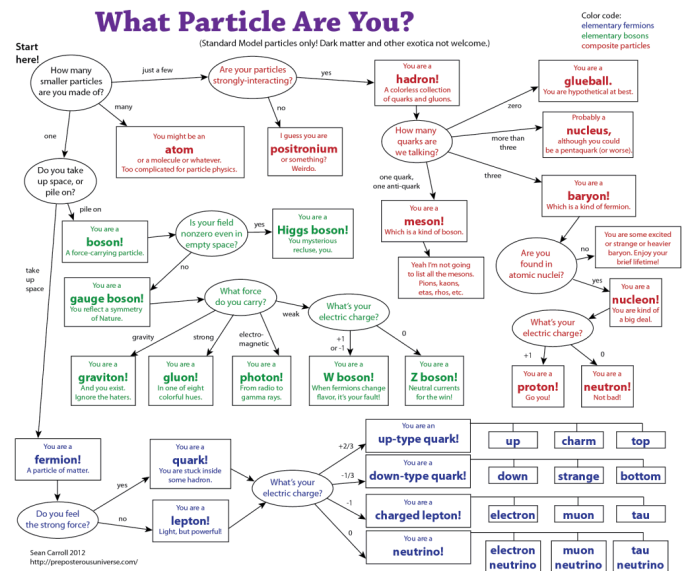 What Particle Are You?
(Standard Model particles only! Dark matter and other exotica not welcome.)
Color code:
elementary fermions
elementary bosons
composite particles
Start
here!
How many
smaller particles
are you made of?
just a few
Are your particles
strongly-interacting?
yes
You are a
hadron!
A colorless collection
of quarks and gluons.
You are a
glueball.
You are hypothetical at best.
zero
many
no
one
You might be an
atom
or a molecule or whatever.
Too complicated for particle physics.
I guess you are
positronium
or something?
Weirdo.
How many
quarks are
we talking?
more than
three
Probably a
nucleus,
although you could
be a pentaquark (or worse).
three
one quark,
one anti-quark
Do you take
up space, or
pile on?
pile on
take
up
space
You are a
boson!
A force-carrying particle.
Is your field
nonzero even in
empty space?
yes
You are a
Higgs boson!
You mysterious
recluse, you.
no
You are a
meson!
Which is a kind of boson.
You are a
baryon!
Which is a kind of fermion.
Yeah I'm not going
to list all the mesons.
Pions, kaons,
etas, rhos, etc.
Are you
found in
atomic nuclei?
no
You are some excited
or strange or heavier
baryon. Enjoy your
brief lifetime!
yes
You are a
nucleon!
You are kind of
a big deal.
You are a
gauge boson!
You reflect a symmetry
of Nature.
What force
do you carry?
weak
What's your
electric charge?
gravity
strong
electro-
magnetic
+1
or -1
0
What's your
electric charge?
+1
0
You are a
graviton!
And you exist.
Ignore the haters.
You are a
gluon!
In one of eight
colorful hues.
You are a
photon!
From radio to
gamma rays.
You are a
W boson!
When fermions change
flavor, it's your fault!
You are a
Z boson!
Neutral currents
for the win!
You are a
proton!
Go you!
You are a
neutron!
Not bad!
You are a
fermion!
A particle of matter.
Do you feel
the strong force?
yes
no
You are a
quark!
You are stuck inside
some hadron.
You are a
lepton!
Light, but powerful!
What's your
electric charge?
+2/3
-1/3
-1
0
You are an
up-type quark!
up
charm
top
You are a
down-type quark!
down
strange
bottom
You are a
charged lepton!
electron
muon
tau
You are a
neutrino!
electron
neutrino
muon
neutrino
tau
neutrino
Sean Carroll 2012
http://preposterousuniverse.com/